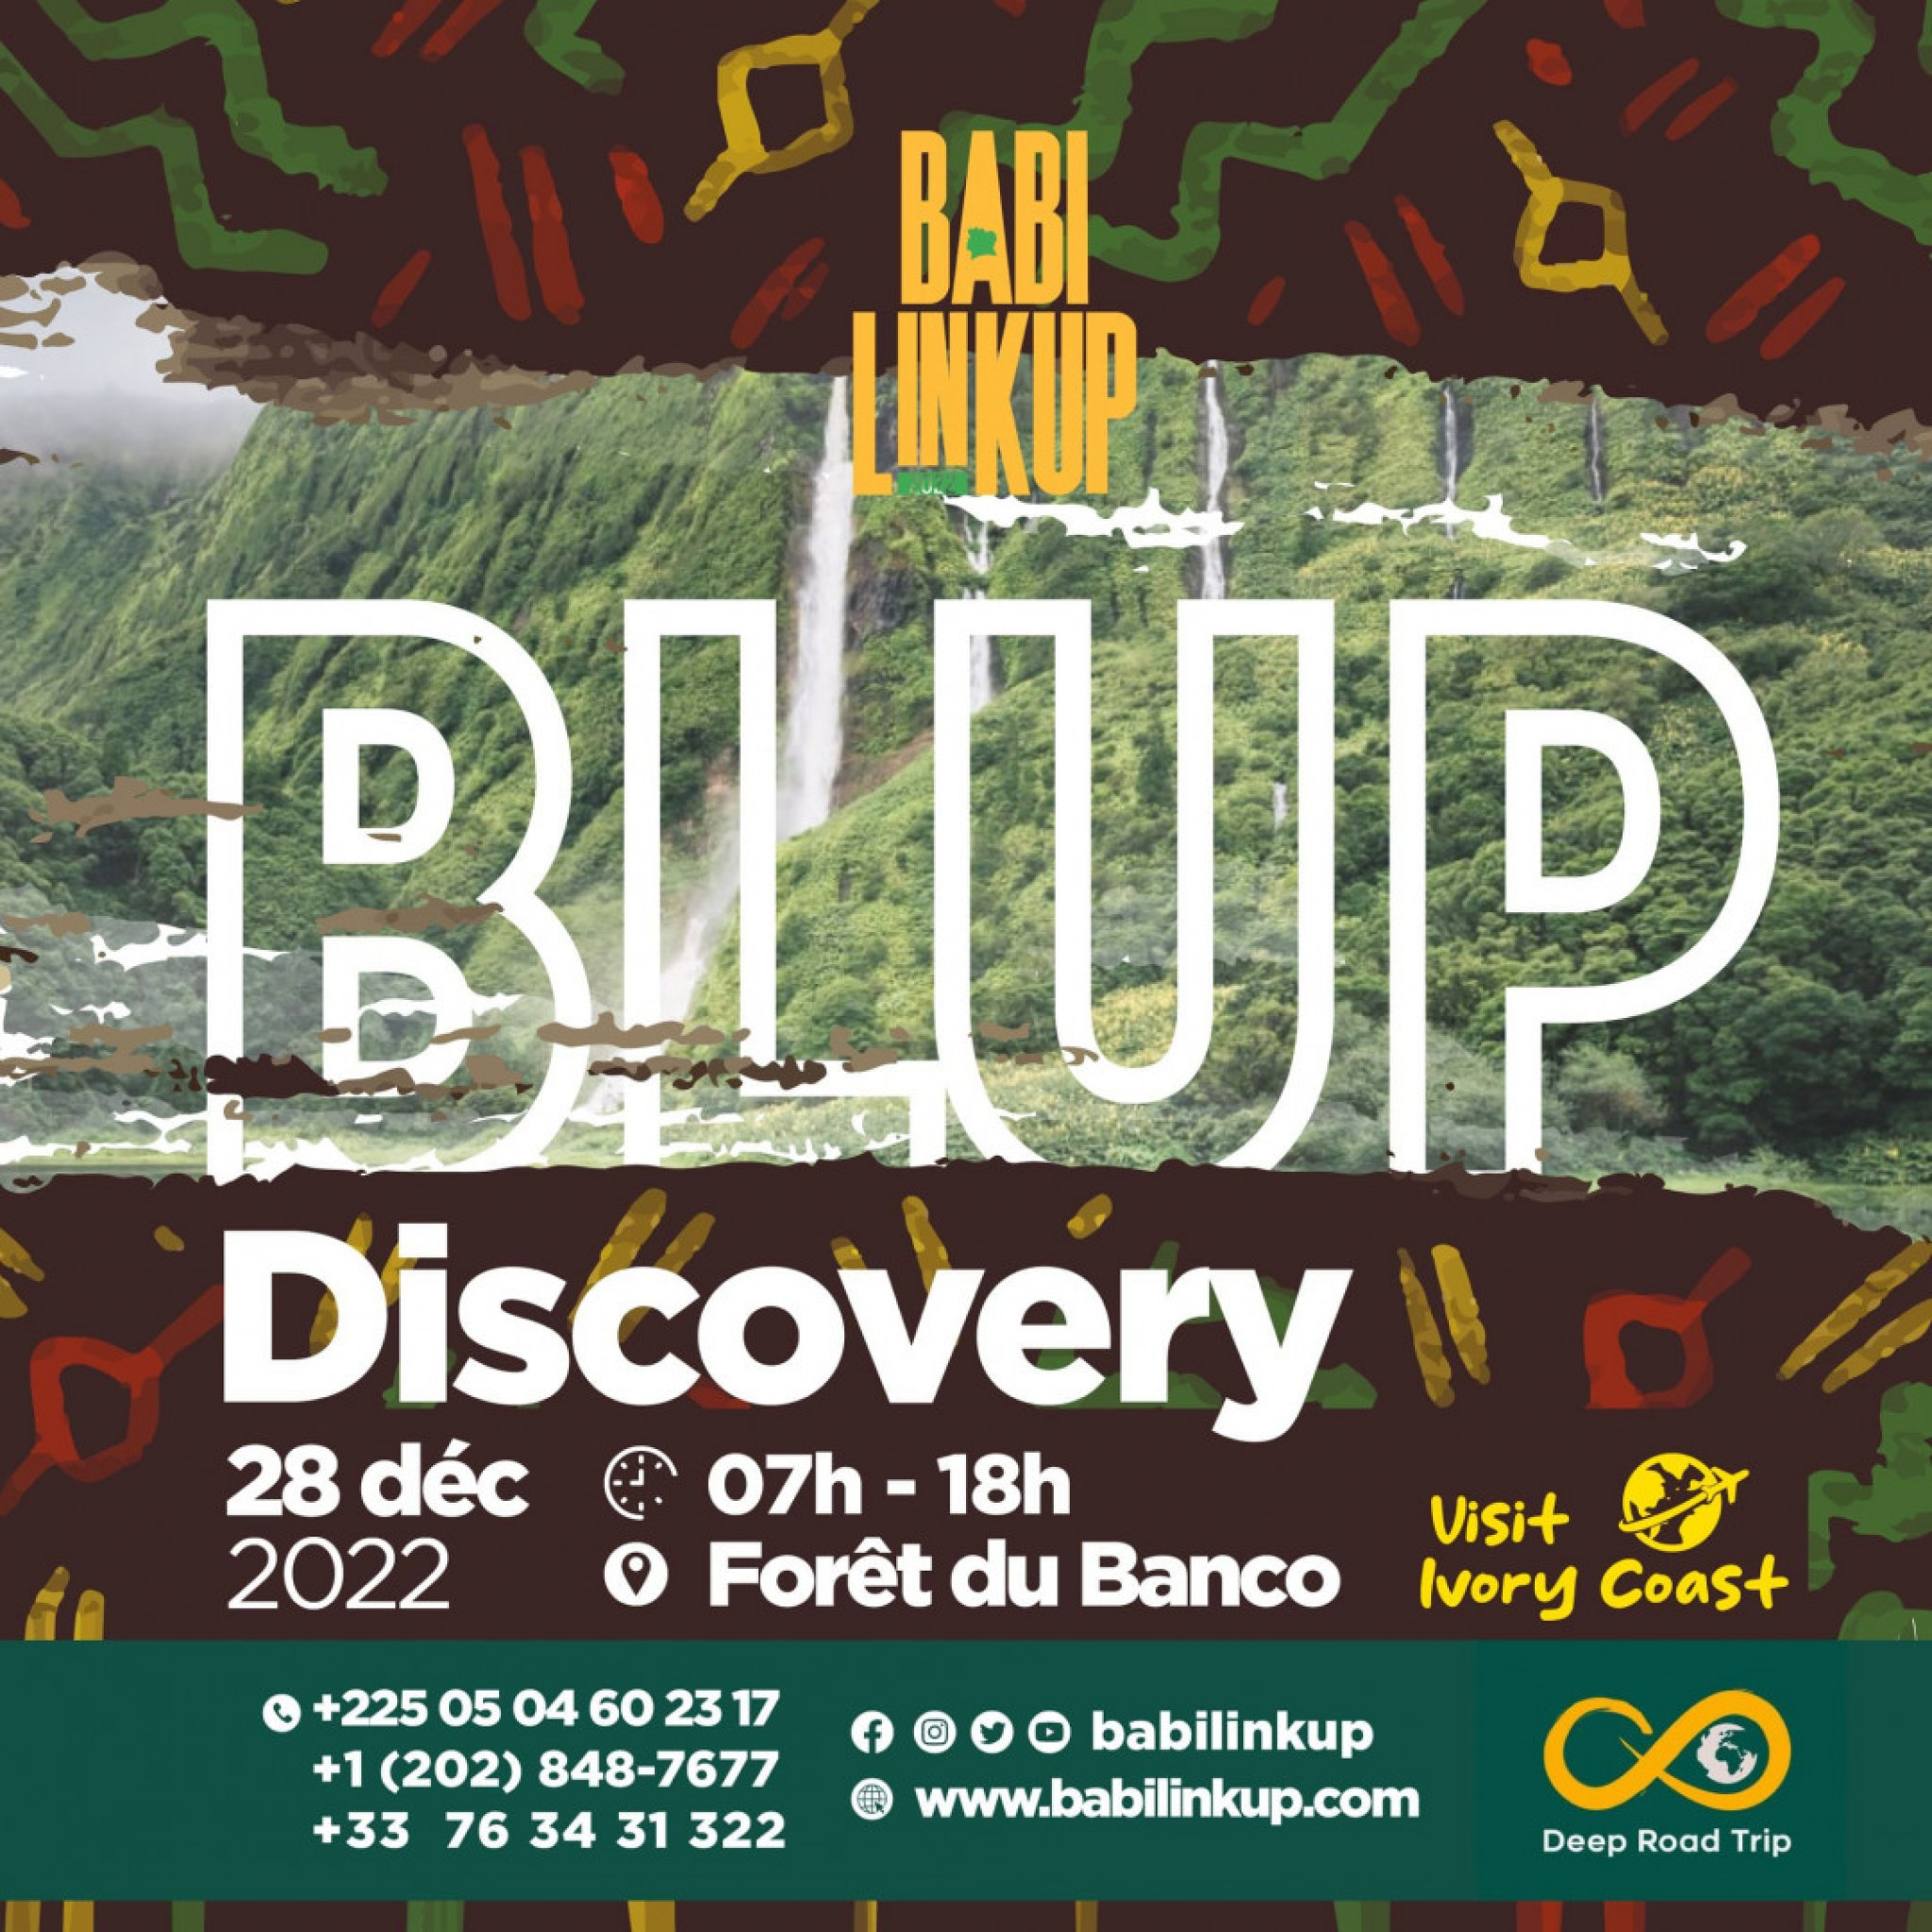 BABI
LINKUP
BLUP
Discovery
28 déc
2022
07h - 18h
Forêt du Banco
Visit
Ivory Coast
+225 05 04 60 23 17
+1 (202) 848-7677
+33 76 34 31 322
babilinkup
www.babilinkup.com
Deep Road Trip